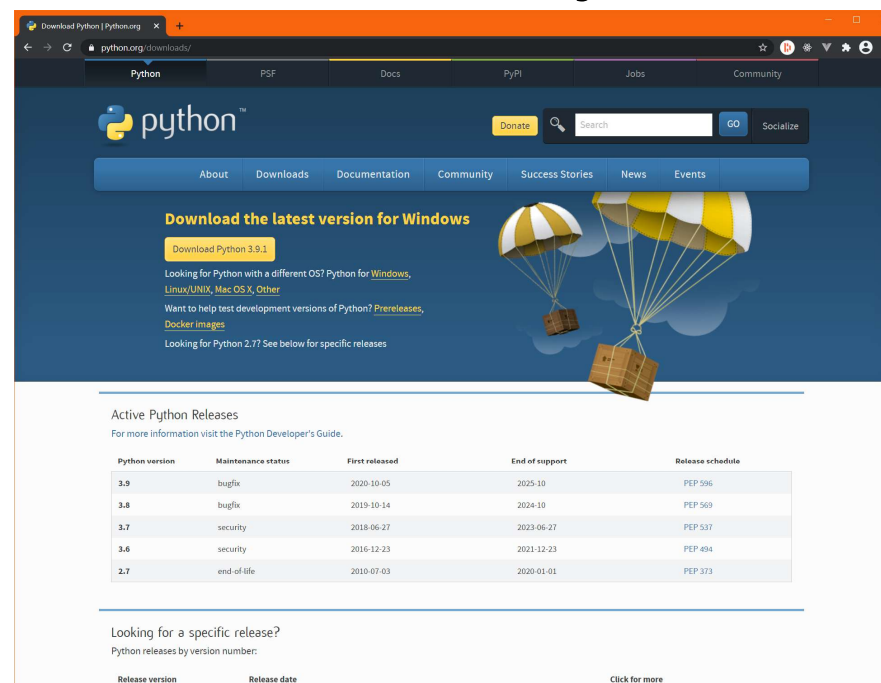 Download Python | Python.org
python.org/downloads/
Python PSF Docs PyPI Jobs Community
python™
Donate Search GO Socialize
About Downloads Documentation Community Success Stories News Events
Download the latest version for Windows
Download Python 3.9.1
Looking for Python with a different OS? Python for Windows,
Linux/UNIX, Mac OS X, Other
Want to help test development versions of Python? Prereleases,
Docker images
Looking for Python 2.7? See below for specific releases
Active Python Releases
For more information visit the Python Developer's Guide.
Python version Maintenance status First released End of support Release schedule
3.9 bugfix 2020-10-05 2025-10 PEP 596
3.8 bugfix 2019-10-14 2024-10 PEP 569
3.7 security 2018-06-27 2023-06-27 PEP 537
3.6 security 2016-12-23 2021-12-23 PEP 494
2.7 end-of-life 2010-07-03 2020-01-01 PEP 373
Looking for a specific release?
Python releases by version number:
Release version Release date Click for more